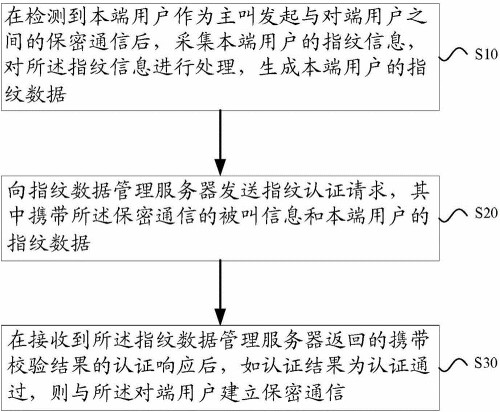 在检测到本端用户作为主叫发起与对端用户之
间的保密通信后，采集本端用户的指纹信息，
对所述指纹信息进行处理，生成本端用户的指
纹数据
S10
向指纹数据管理服务器发送指纹认证请求，其
中携带所述保密通信的被叫信息和本端用户的
指纹数据
S20
在接收到所述指纹数据管理服务器返回的携带
校验结果的认证响应后，如认证结果为认证通
过，则与所述对端用户建立保密通信
S30